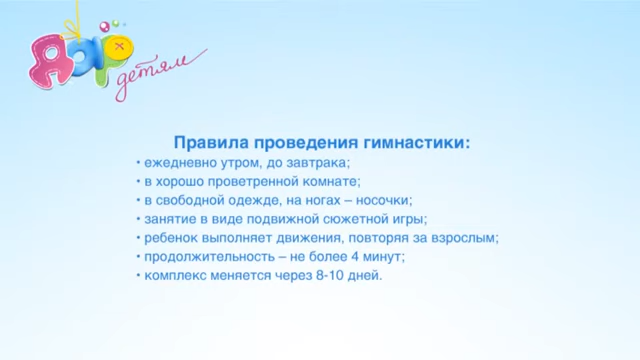 ЯОР
детям
Правила проведения гимнастики:
• ежедневно утром, до завтрака;
• в хорошо проветренной комнате;
• в свободной одежде, на ногах – носочки;
• занятие в виде подвижной сюжетной игры;
• ребенок выполняет движения, повторяя за взрослым;
• продолжительность – не более 4 минут;
• комплекс меняется через 8-10 дней.